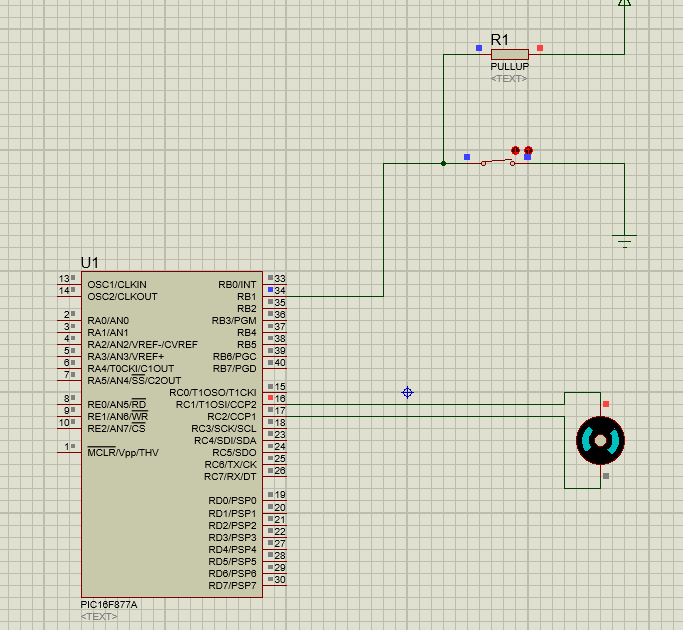 R1
PULLUP
<TEXT>
U1
13 OSC1/CLKIN RB0/INT 33
14 OSC2/CLKOUT RB1 34
RB2 35
2 RA0/AN0 RB3/PGM 36
3 RA1/AN1 RB4 37
4 RA2/AN2/VREF-/CVREF RB5 38
5 RA3/AN3/VREF+ RB6/PGC 39
6 RA4/T0CKI/C1OUT RB7/PGD 40
7 RA5/AN4/SS/C2OUT
RC0/T1OSO/T1CKI 15
8 RE0/AN5/RD RC1/T1OSI/CCP2 16
9 RE1/AN6/WR RC2/CCP1 17
10 RE2/AN7/CS RC3/SCK/SCL 18
RC4/SDI/SDA 23
1 MCLR/Vpp/THV RC5/SDO 24
RC6/TX/CK 25
RC7/RX/DT 26
RD0/PSP0 19
RD1/PSP1 20
RD2/PSP2 21
RD3/PSP3 22
RD4/PSP4 27
RD5/PSP5 28
RD6/PSP6 29
RD7/PSP7 30
PIC16F877A
<TEXT>